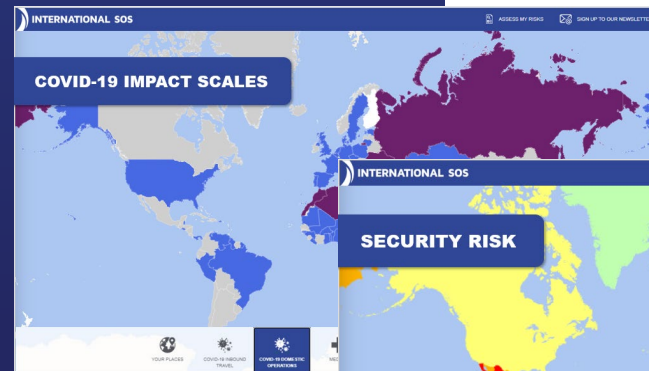 INTERNATIONAL SOS
ASSESS MY RISKS
SIGN UP TO OUR NEWSLETTE
COVID-19 IMPACT SCALES
INTERNATIONAL SOS
SECURITY RISK
YOUR PLACES
COVID-19 INBOUND
TRAVEL
COVID-19 DOMESTIC
OPERATIONS